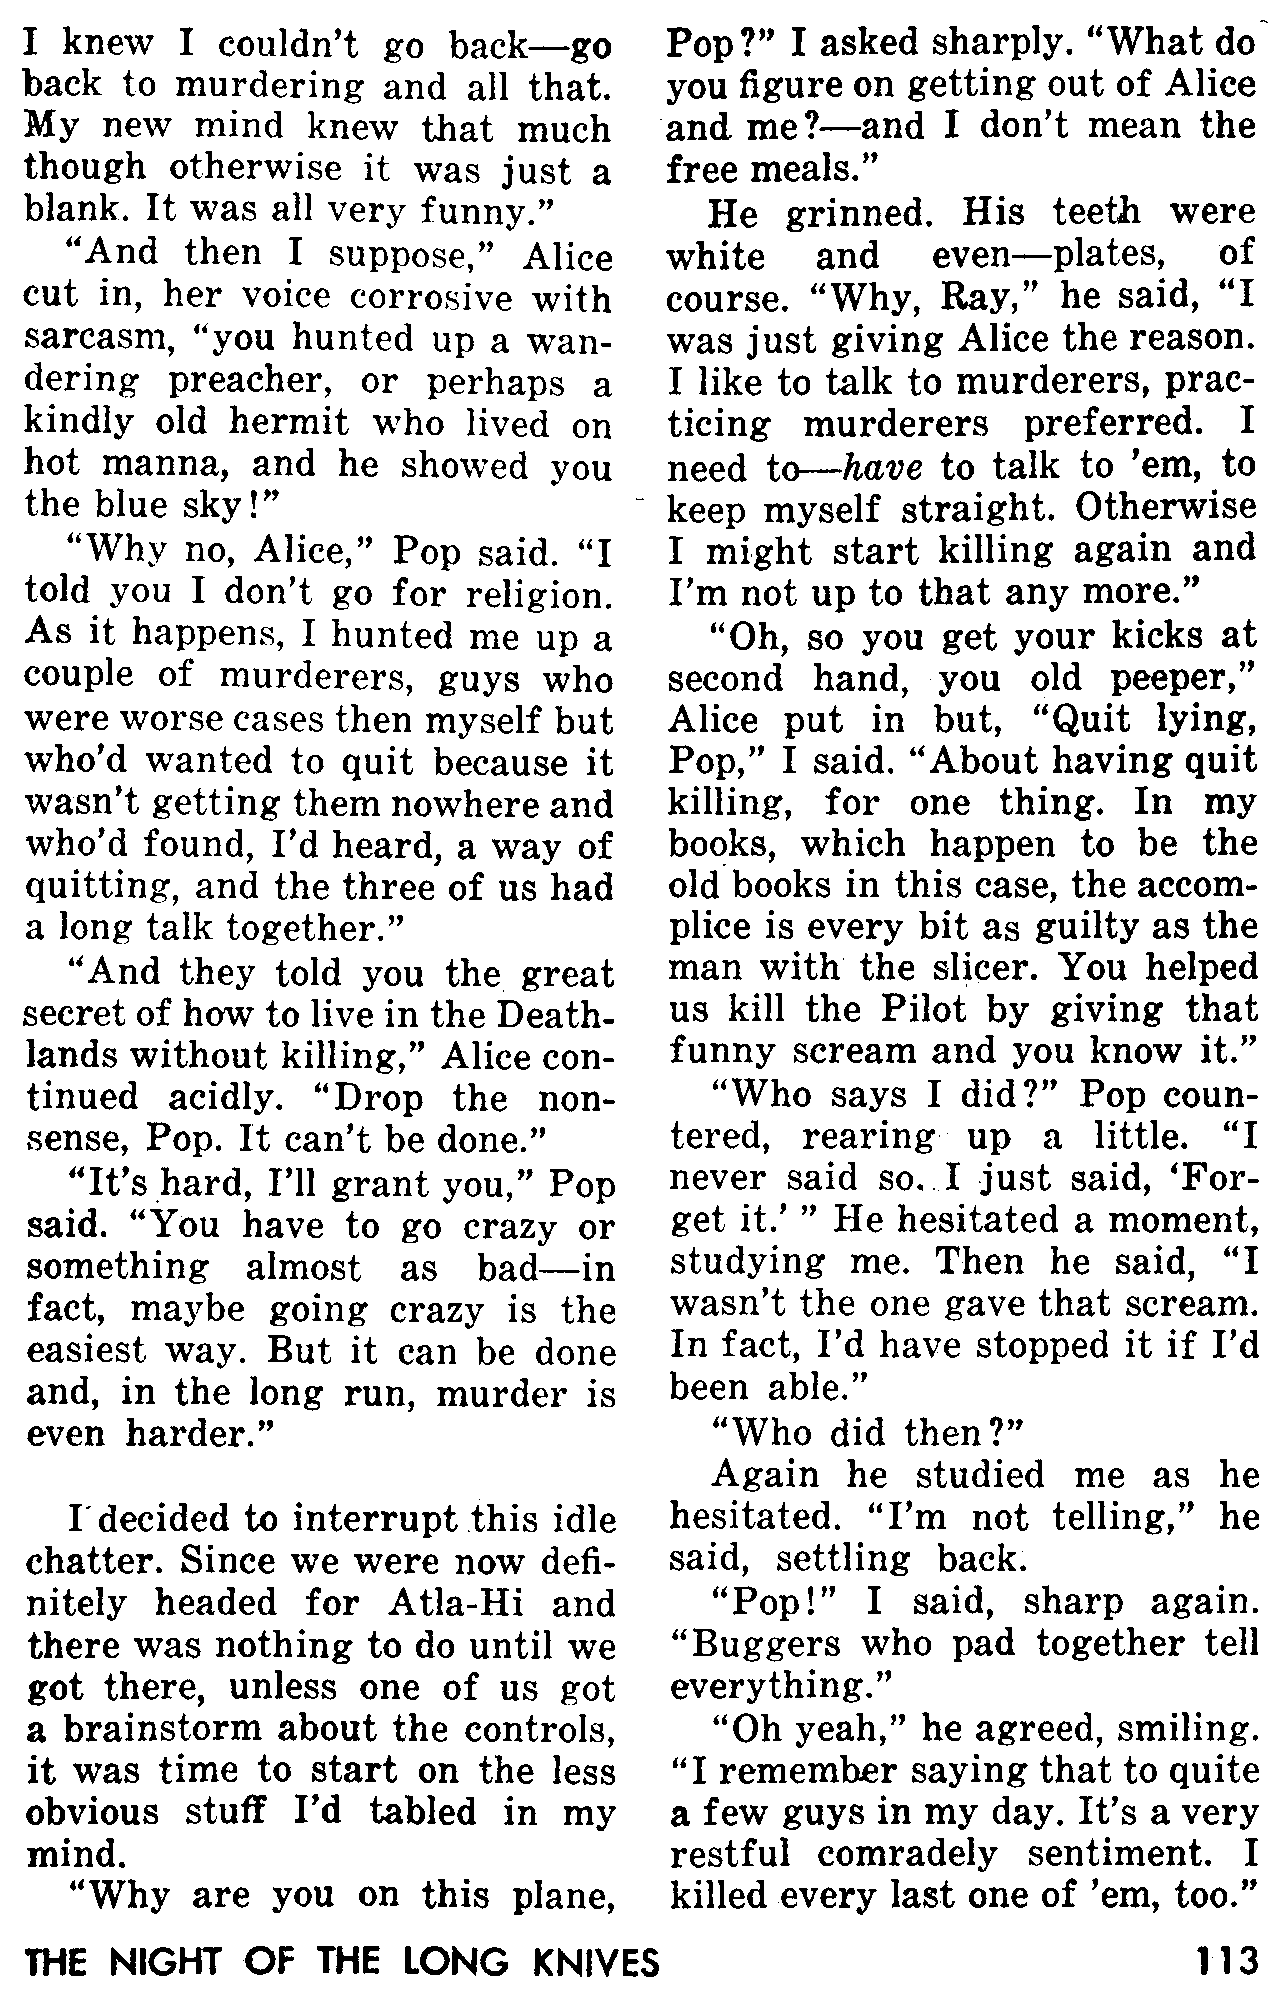 I knew I couldn't go back—go
back to murdering and all that.
My new mind knew that much
though otherwise it was just a
blank. It was all very funny.”
“And then I suppose,” Alice
cut in, her voice corrosive with
sarcasm, “you hunted up a wan-
dering preacher, or perhaps a
kindly old hermit who lived on
hot manna, and he showed you
the blue sky!”
“Why no, Alice,” Pop said. “I
told you I don't go for religion.
As it happens, I hunted me up a
couple of murderers, guys who
were worse cases then myself but
who'd wanted to quit because it
wasn't getting them nowhere and
who'd found, I'd heard, a way of
quitting, and the three of us had
a long talk together.”
“And they told you the great
secret of how to live in the Death-
lands without killing,” Alice con-
tinued acidly. “Drop the non-
sense, Pop. It can't be done.”
“It's hard, I'll grant you,” Pop
said. “You have to go crazy or
something almost as bad—in
fact, maybe going crazy is the
easiest way. But it can be done
and, in the long run, murder is
even harder.”
I decided to interrupt this idle
chatter. Since we were now defi-
nitely headed for Atla-Hi and
there was nothing to do until we
got there, unless one of us got
a brainstorm about the controls,
it was time to start on the less
obvious stuff I'd tabled in my
mind.
“Why are you on this plane,
Pop?” I asked sharply. “What do
you figure on getting out of Alice
and me?—and I don't mean the
free meals.”
He grinned. His teeth were
white and even—plates, of
course. “Why, Ray,” he said, “I
was just giving Alice the reason.
I like to talk to murderers, prac-
ticing murderers preferred. I
need to—have to talk to 'em, to
keep myself straight. Otherwise
I might start killing again and
I'm not up to that any more.”
“Oh, so you get your kicks at
second hand, you old peeper,”
Alice put in but, “Quit lying,
Pop,” I said. “About having quit
killing, for one thing. In my
books, which happen to be the
old books in this case, the accom-
plice is every bit as guilty as the
man with the slicer. You helped
us kill the Pilot by giving that
funny scream and you know it.”
“Who says I did?” Pop coun-
tered, rearing up a little. “I
never said so. I just said, ‘For-
get it.’ ” He hesitated a moment,
studying me. Then he said, “I
wasn't the one gave that scream.
In fact, I'd have stopped it if I'd
been able.”
“Who did then?”
Again he studied me as he
hesitated. “I'm not telling,” he
said, settling back.
“Pop!” I said, sharp again.
“Buggers who pad together tell
everything.”
“Oh yeah,” he agreed, smiling.
“I remember saying that to quite
a few guys in my day. It's a very
restful comradely sentiment. I
killed every last one of 'em, too.”
THE NIGHT OF THE LONG KNIVES 113